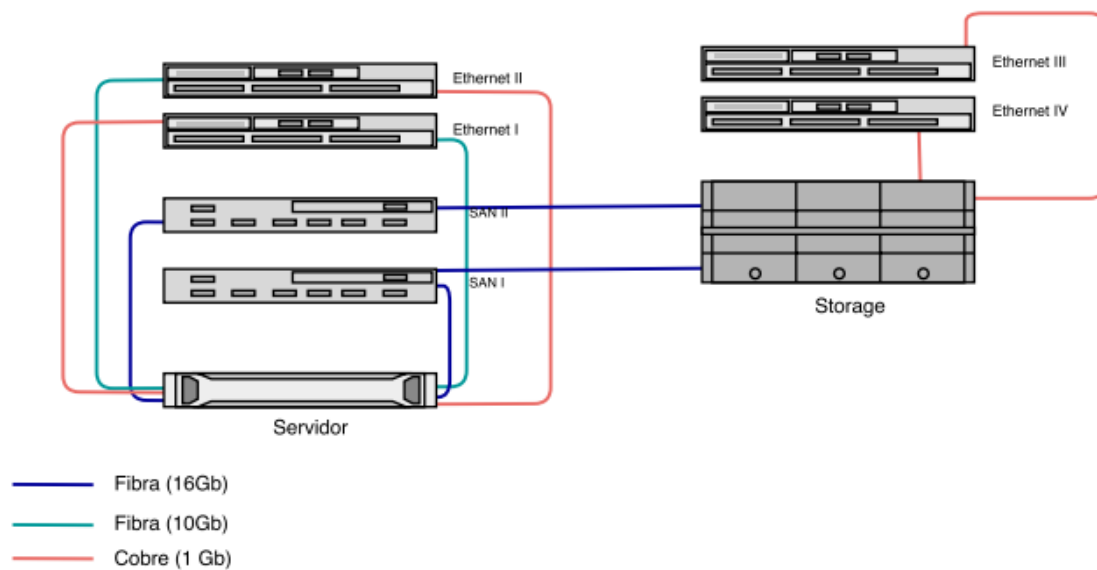 Ethernet II
Ethernet I
SAN II
SAN I
Servidor
Ethernet III
Ethernet IV
Storage
Fibra (16Gb)
Fibra (10Gb)
Cobre (1 Gb)